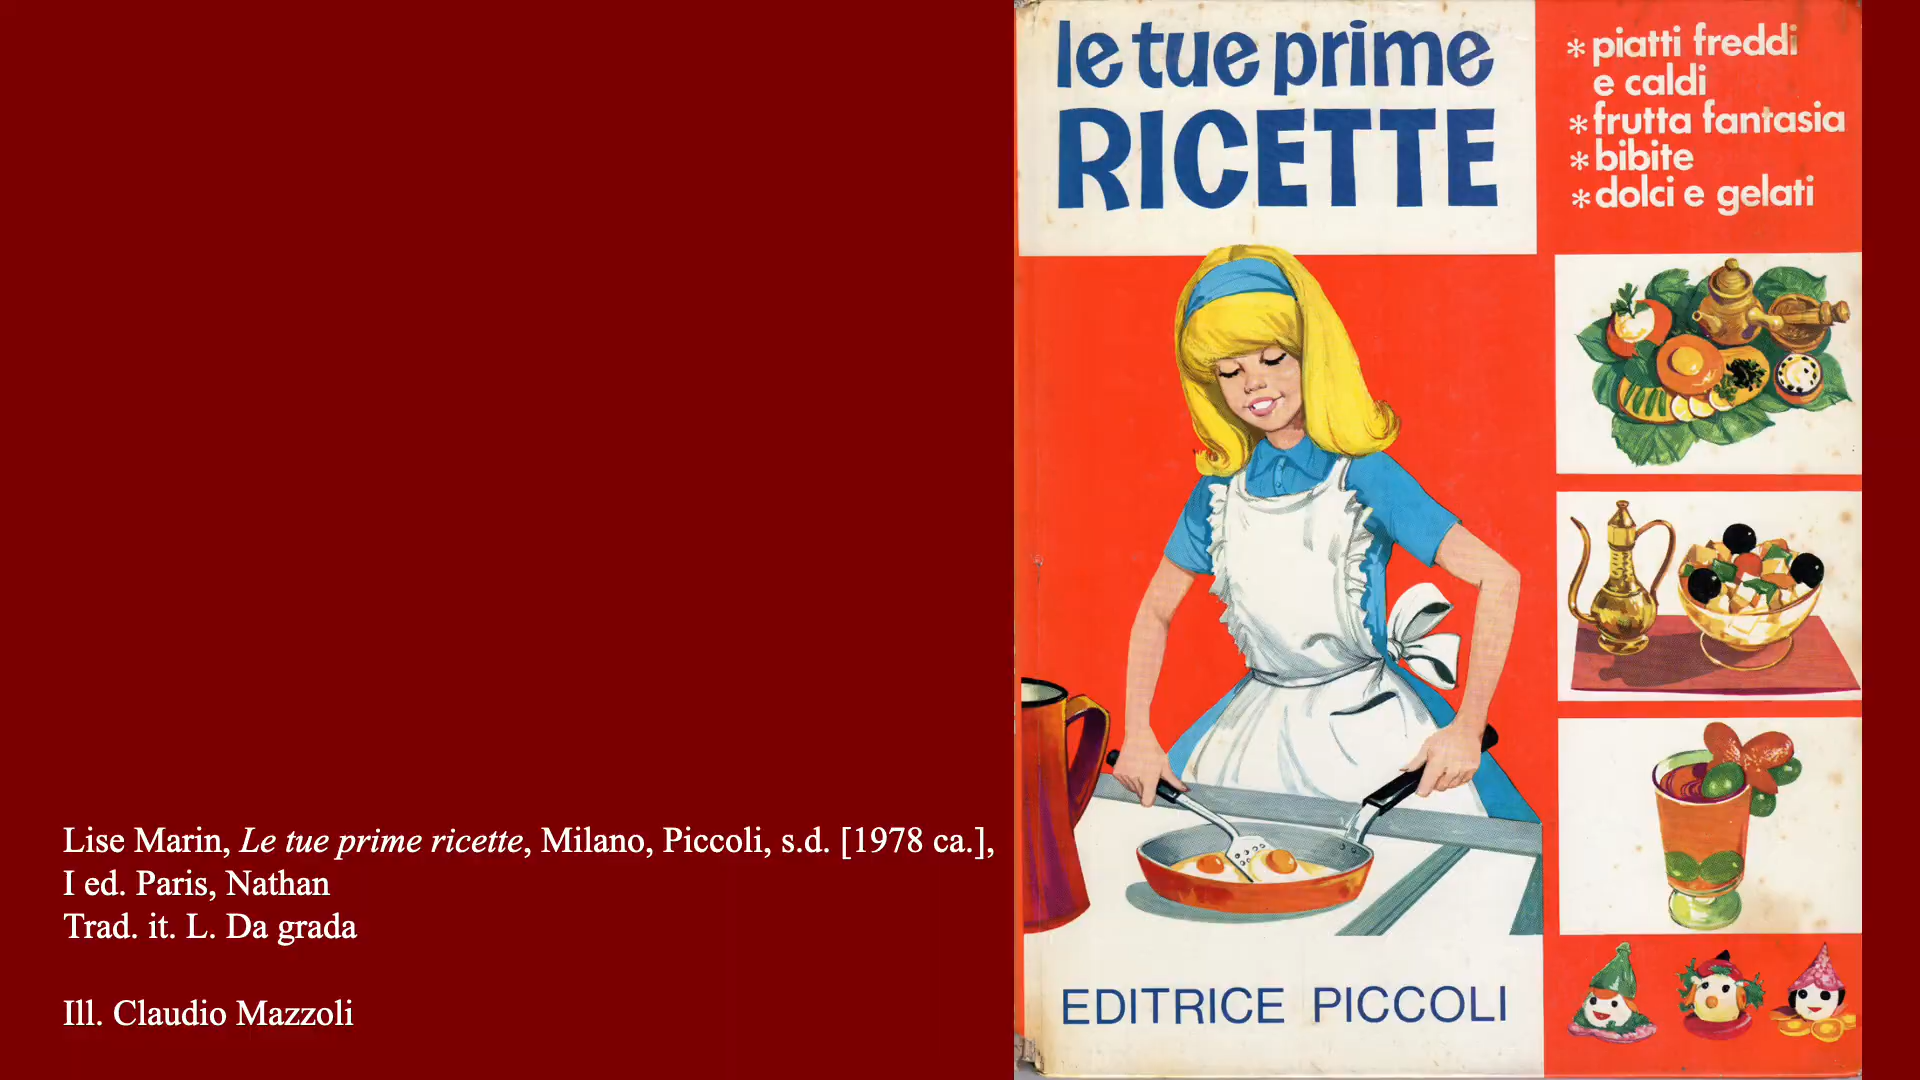 Lise Marin, Le tue prime ricette, Milano, Piccoli, s.d. [1978 ca.],
I ed. Paris, Nathan
Trad. it. L. Da grada
Ill. Claudio Mazzoli
le tue prime
RICETTE
* piatti freddi
e caldi
* frutta fantasia
* bibite
* dolci e gelati
EDITRICE PICCOLI